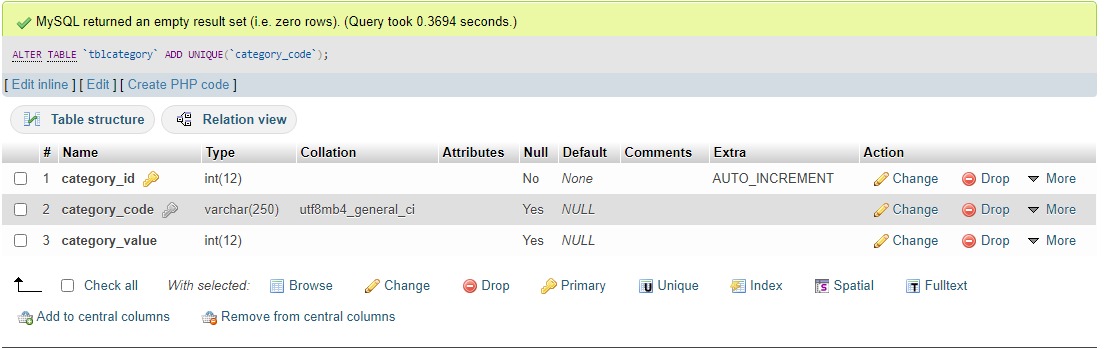 MySQL returned an empty result set (i.e. zero rows). (Query took 0.3694 seconds.)
ALTER TABLE `tblcategory` ADD UNIQUE(`category_code`);
[ Edit inline ] [ Edit ] [ Create PHP code ]
Table structure Relation view
# Name Type Collation Attributes Null Default Comments Extra Action
1 category_id int(12) No None AUTO_INCREMENT Change Drop More
2 category_code varchar(250) utf8mb4_general_ci Yes NULL Change Drop More
3 category_value int(12) Yes NULL Change Drop More
Check all With selected: Browse Change Drop Primary Unique Index Spatial Fulltext
Add to central columns Remove from central columns